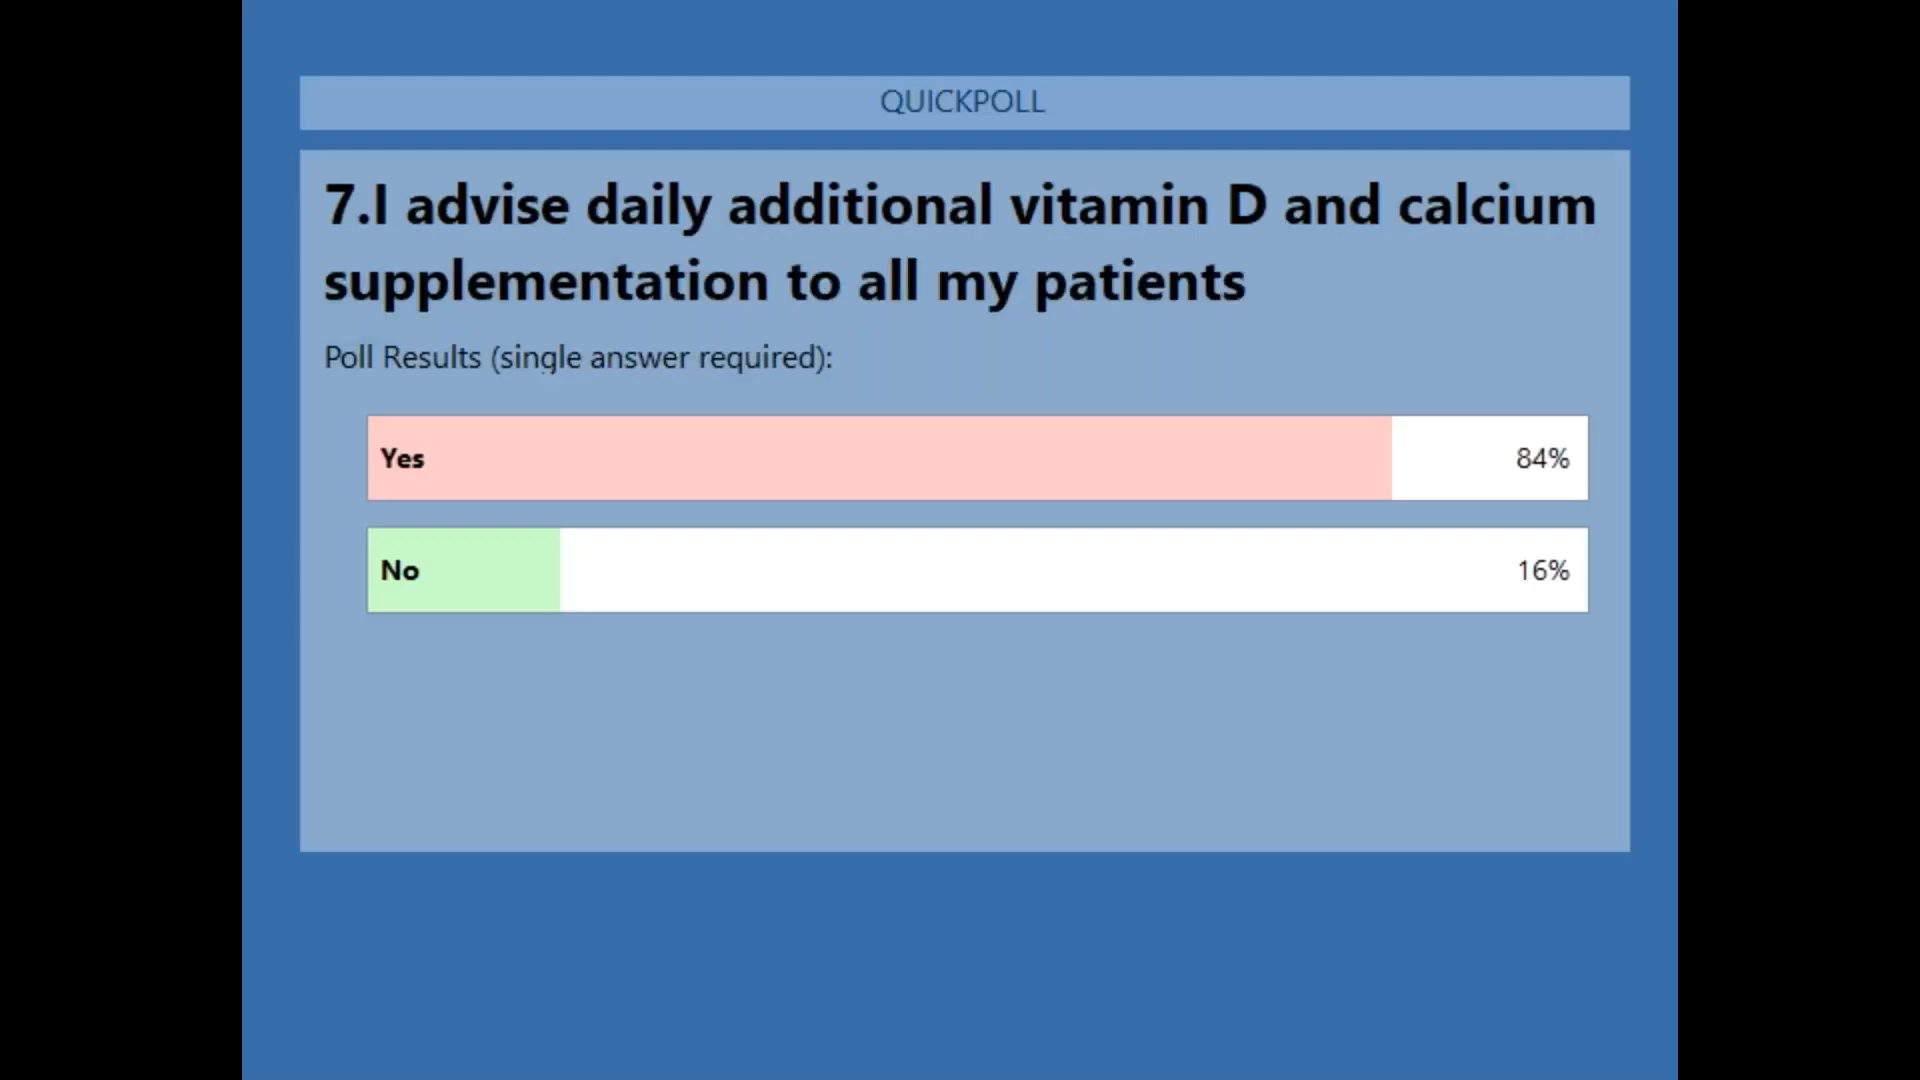 QUICKPOLL
7.I advise daily additional vitamin D and calcium
supplementation to all my patients
Poll Results (single answer required):
Yes 84%
No 16%